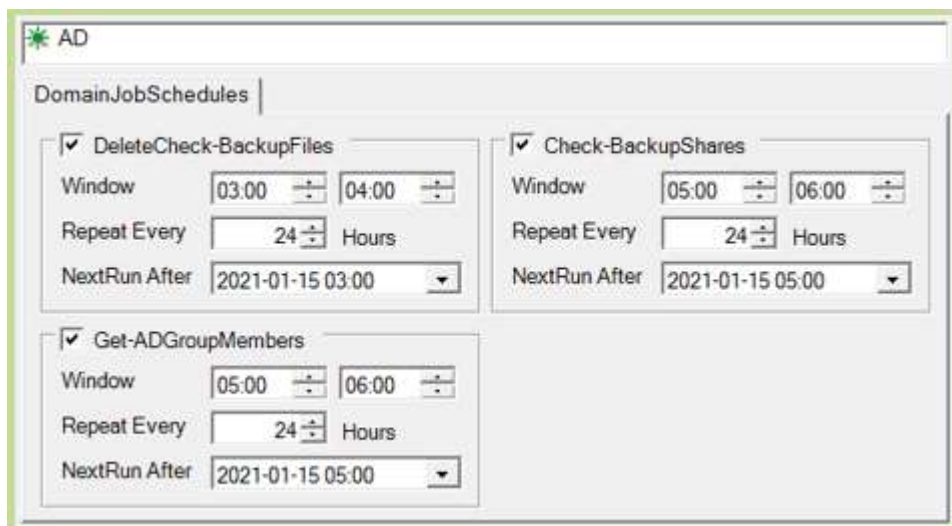 AD
DomainJobSchedules
DeleteCheck-BackupFiles
Window 03:00 04:00
Repeat Every 24 Hours
NextRun After 2021-01-15 03:00
Check-BackupShares
Window 05:00 06:00
Repeat Every 24 Hours
NextRun After 2021-01-15 05:00
Get-ADGroupMembers
Window 05:00 06:00
Repeat Every 24 Hours
NextRun After 2021-01-15 05:00